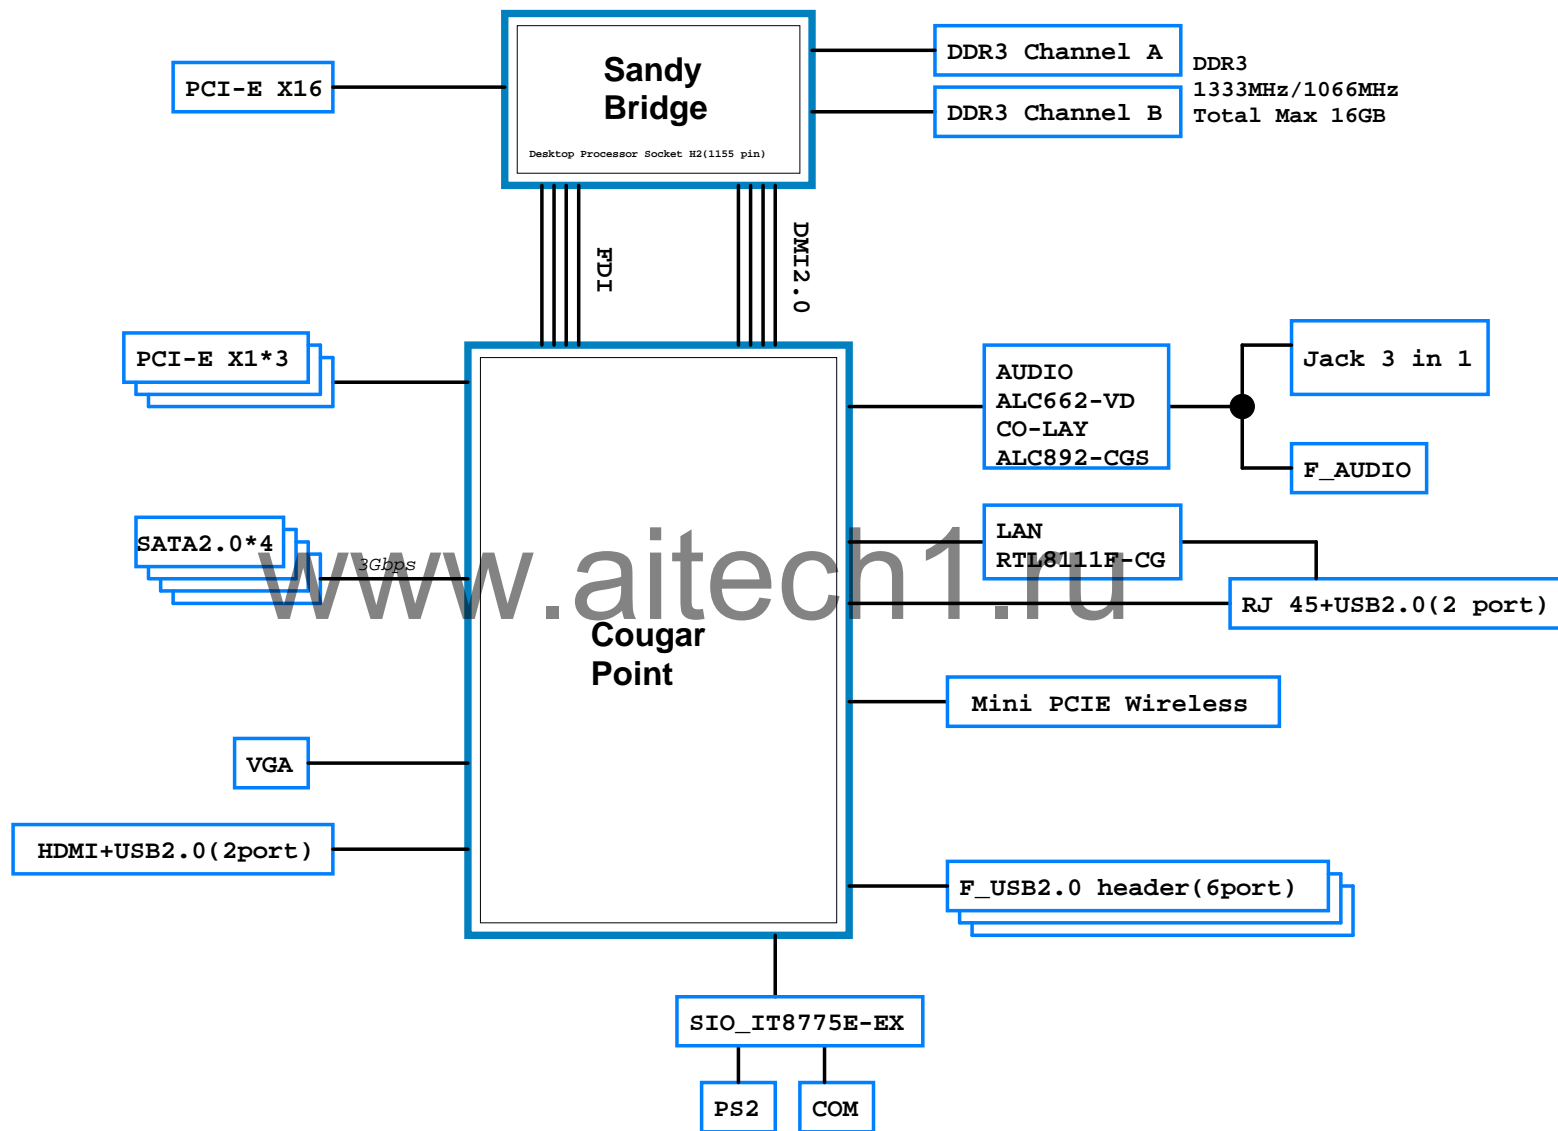 Sandy
Bridge
Desktop Processor Socket H2(1155 pin)
PCI-E X16
DDR3 Channel A
DDR3 Channel B
DDR3
1333MHz/1066MHz
Total Max 16GB
FDI
DMI2.0
PCI-E X1*3
AUDIO
ALC662-VD
CO-LAY
ALC892-CGS
Jack 3 in 1
F_AUDIO
SATA2.0*4
3Gbps
LAN
RTL8111F-CG
RJ 45+USB2.0(2 port)
www.aitech1.ru
Cougar
Point
Mini PCIE Wireless
VGA
HDMI+USB2.0(2port)
F_USB2.0 header(6port)
SIO_IT8775E-EX
PS2
COM